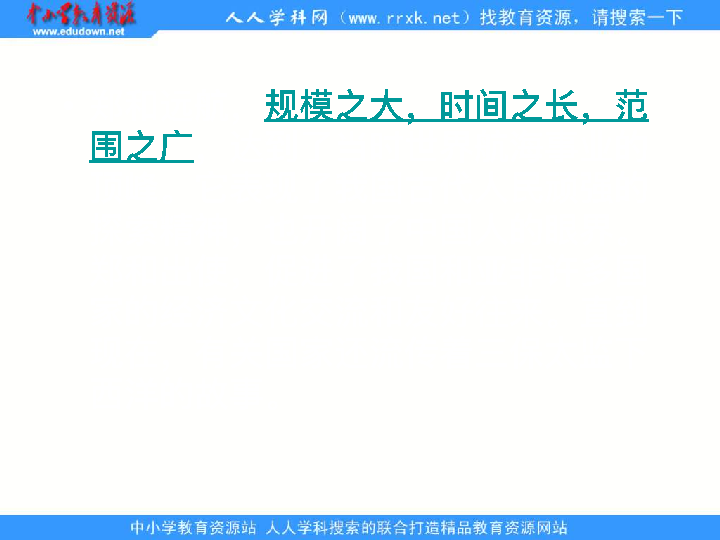 中小学教育资源站
www.edudown.net
人人学科网（www.rrxk.net）找教育资源，请搜索一下
规模之大，时间之长，范
围之广
中小学教育资源站 人人学科搜索的联合打造精品教育资源网站